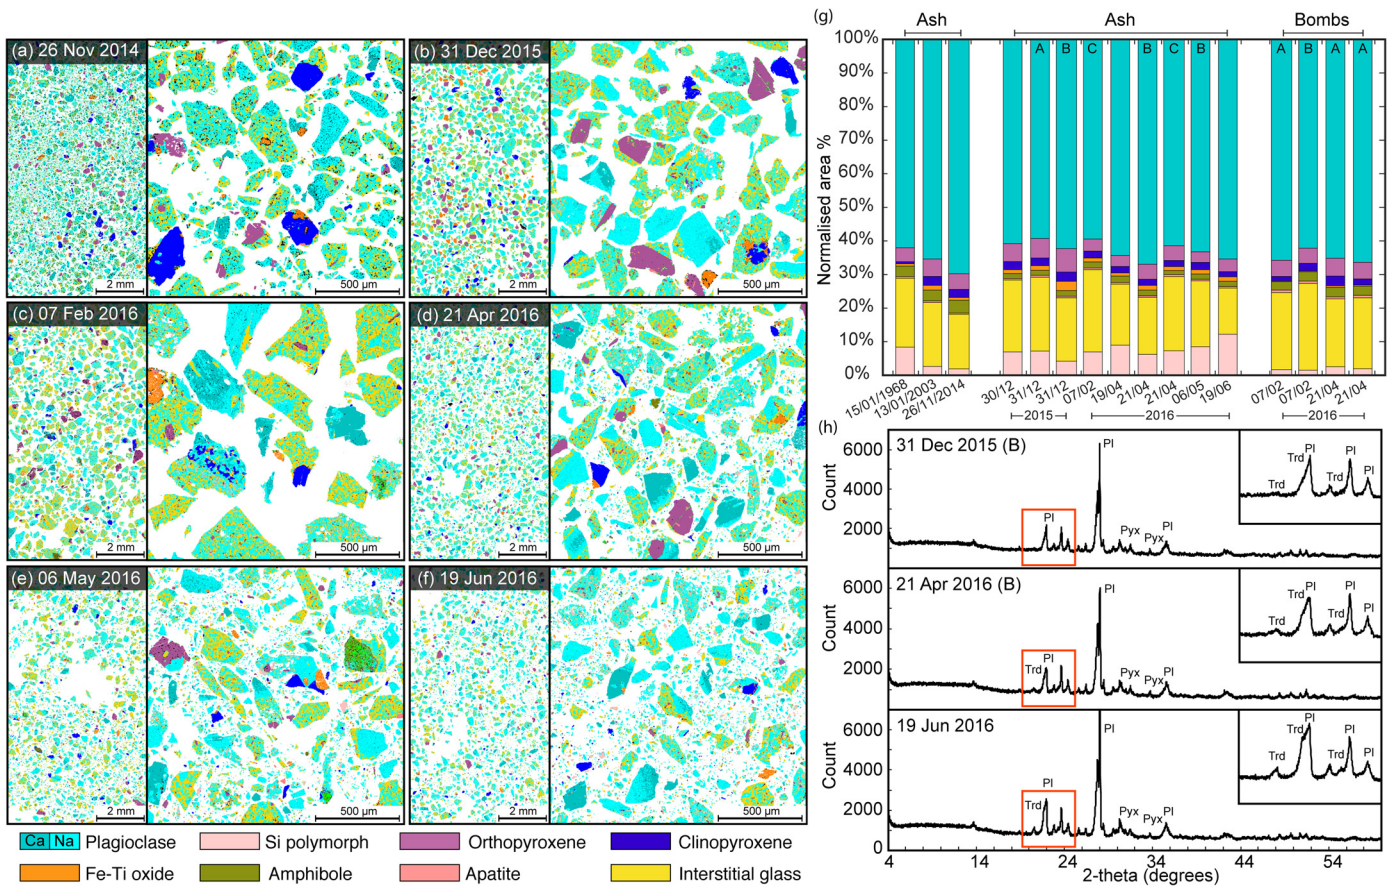 (a) 26 Nov 2014
2 mm
500 µm
(b) 31 Dec 2015
2 mm
500 µm
(c) 07 Feb 2016
2 mm
500 µm
(d) 21 Apr 2016
2 mm
500 µm
(e) 06 May 2016
2 mm
500 µm
(f) 19 Jun 2016
2 mm
500 µm
Ca Na Plagioclase
Si polymorph
Orthopyroxene
Clinopyroxene
Fe-Ti oxide
Amphibole
Apatite
Interstitial glass
(g)
Ash Ash Bombs
A B C B C B A B A A
Normalised area %
100%
90%
80%
70%
60%
50%
40%
30%
20%
10%
0%
15/01/1968 13/01/2003 26/11/2014 30/12 31/12 31/12 07/02 19/04 21/04 21/04 06/05 19/06 07/02 07/02 21/04 21/04
2015 2016 2016
(h)
31 Dec 2015 (B)
Count
6000
4000
2000
Pl
Pl
Pyx
Pyx
Pl
Trd
Trd
Pl
Trd
Pl
Pl
21 Apr 2016 (B)
Count
6000
4000
2000
Trd
Pl
Pl
Pyx
Pyx
Pl
Trd
Trd
Pl
Trd
Pl
Pl
19 Jun 2016
Count
6000
4000
2000
0
Trd
Pl
Pl
Pyx
Pyx
Pl
Trd
Trd
Pl
Trd
Pl
Pl
4 14 24 34 44 54
2-theta (degrees)